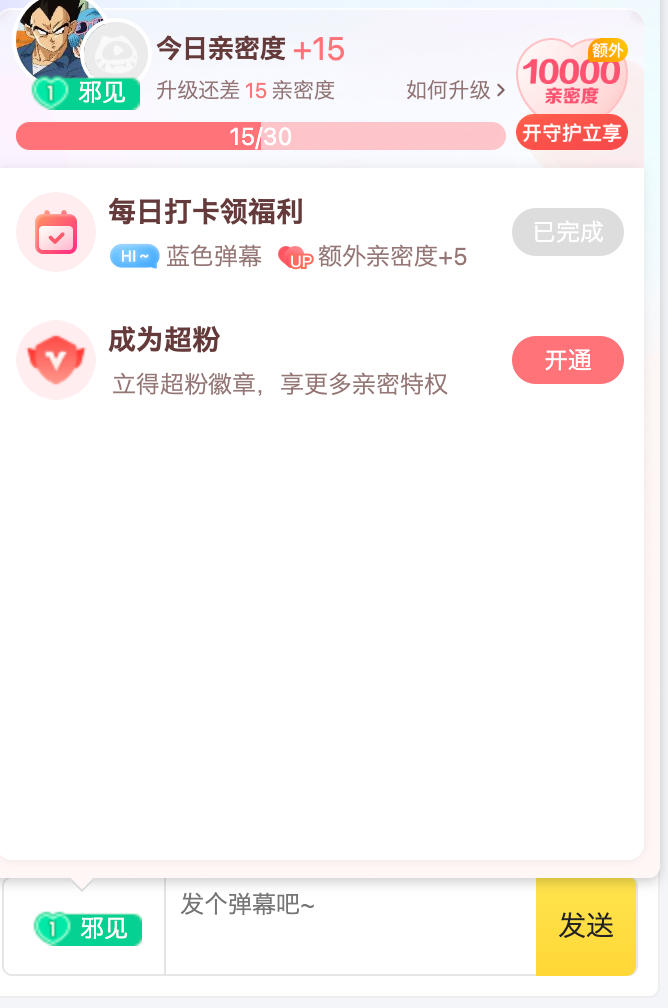 今日亲密度 +15
额外
10000
亲密度
1 邪见
升级还差 15 亲密度
如何升级
15/30
开守护立享
每日打卡领福利
HI~ 蓝色弹幕 UP 额外亲密度+5
已完成
成为超粉
立得超粉徽章，享更多亲密特权
开通
1 邪见
发个弹幕吧~
发送